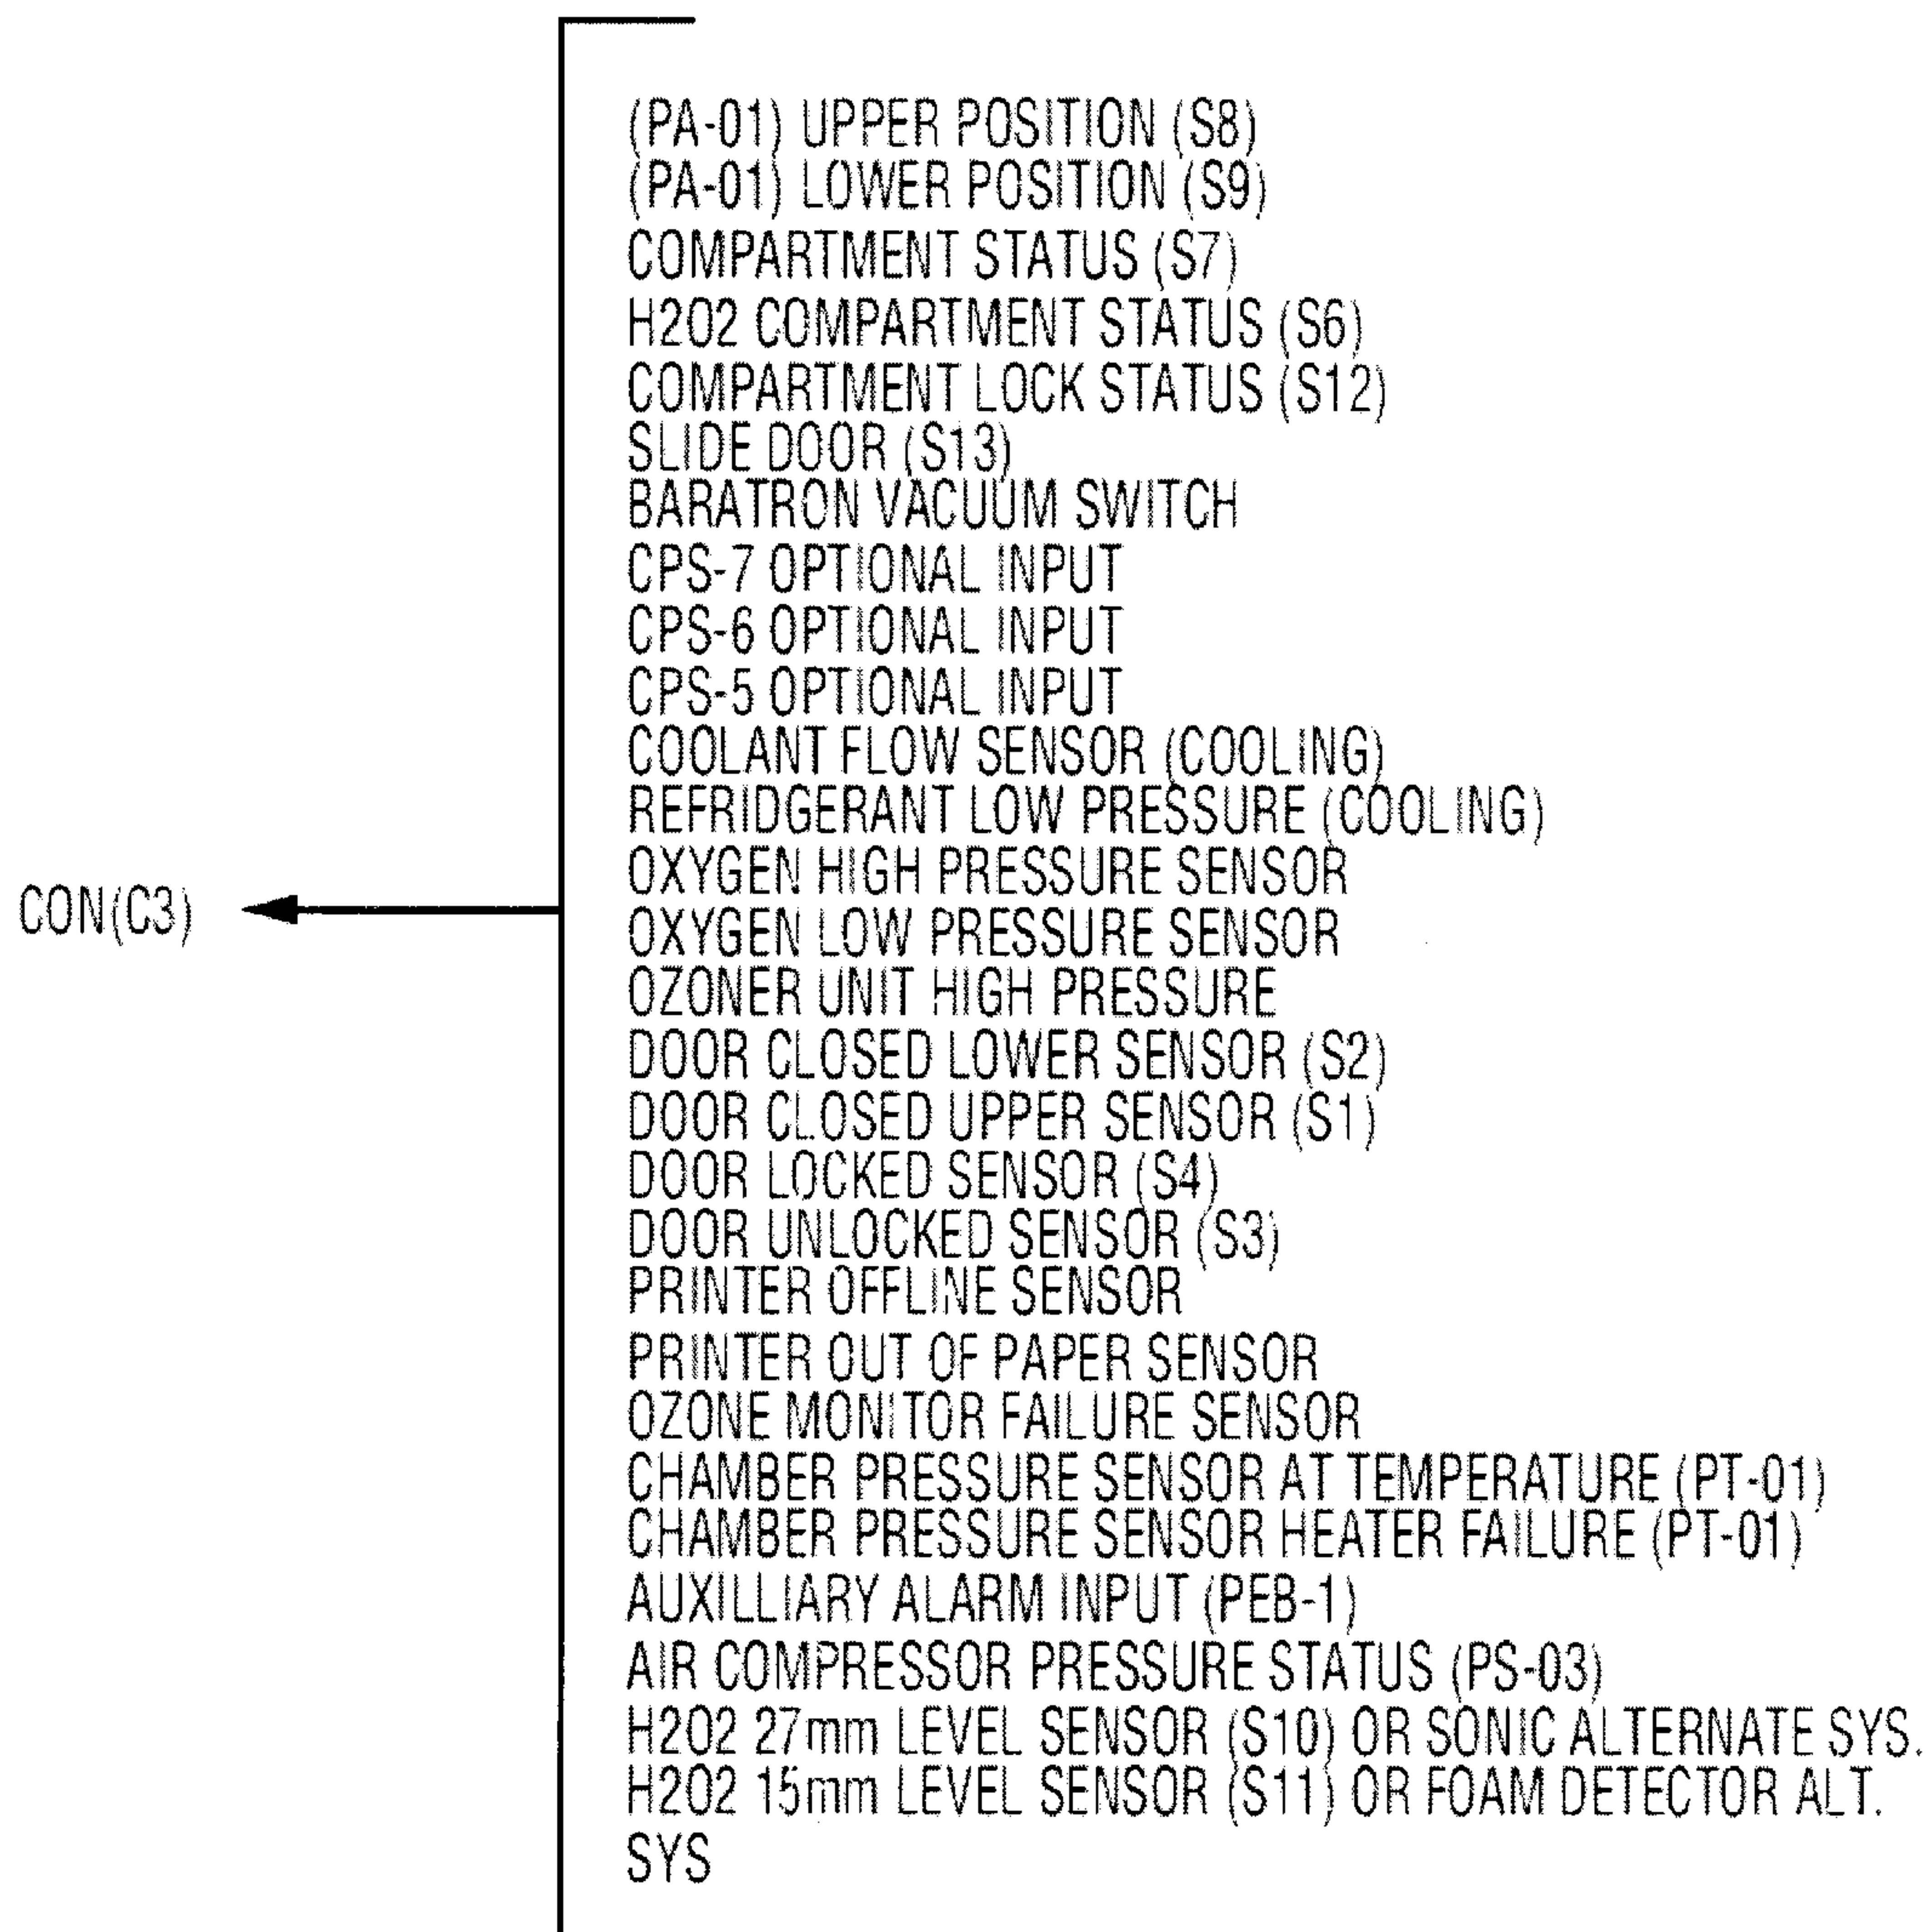 (PA-01) UPPER POSITION (S8)
(PA-01) LOWER POSITION (S9)
COMPARTMENT STATUS (S7)
H2O2 COMPARTMENT STATUS (S6)
COMPARTMENT LOCK STATUS (S12)
SLIDE DOOR (S13)
BARATRON VACUUM SWITCH
CPS-7 OPTIONAL INPUT
CPS-6 OPTIONAL INPUT
CPS-5 OPTIONAL INPUT
COOLANT FLOW SENSOR (COOLING)
REFRIDGERANT LOW PRESSURE (COOLING)
OXYGEN HIGH PRESSURE SENSOR
CON(C3)
OXYGEN LOW PRESSURE SENSOR
OZONER UNIT HIGH PRESSURE
DOOR CLOSED LOWER SENSOR (S2)
DOOR CLOSED UPPER SENSOR (S1)
DOOR LOCKED SENSOR (S4)
DOOR UNLOCKED SENSOR (S3)
PRINTER OFFLINE SENSOR
PRINTER OUT OF PAPER SENSOR
OZONE MONITOR FAILURE SENSOR
CHAMBER PRESSURE SENSOR AT TEMPERATURE (PT-01)
CHAMBER PRESSURE SENSOR HEATER FAILURE (PT-01)
AUXILLIARY ALARM INPUT (PEB-1)
AIR COMPRESSOR PRESSURE STATUS (PS-03)
H2O2 27mm LEVEL SENSOR (S10) OR SONIC ALTERNATE SYS.
H2O2 15mm LEVEL SENSOR (S11) OR FOAM DETECTOR ALT.
SYS